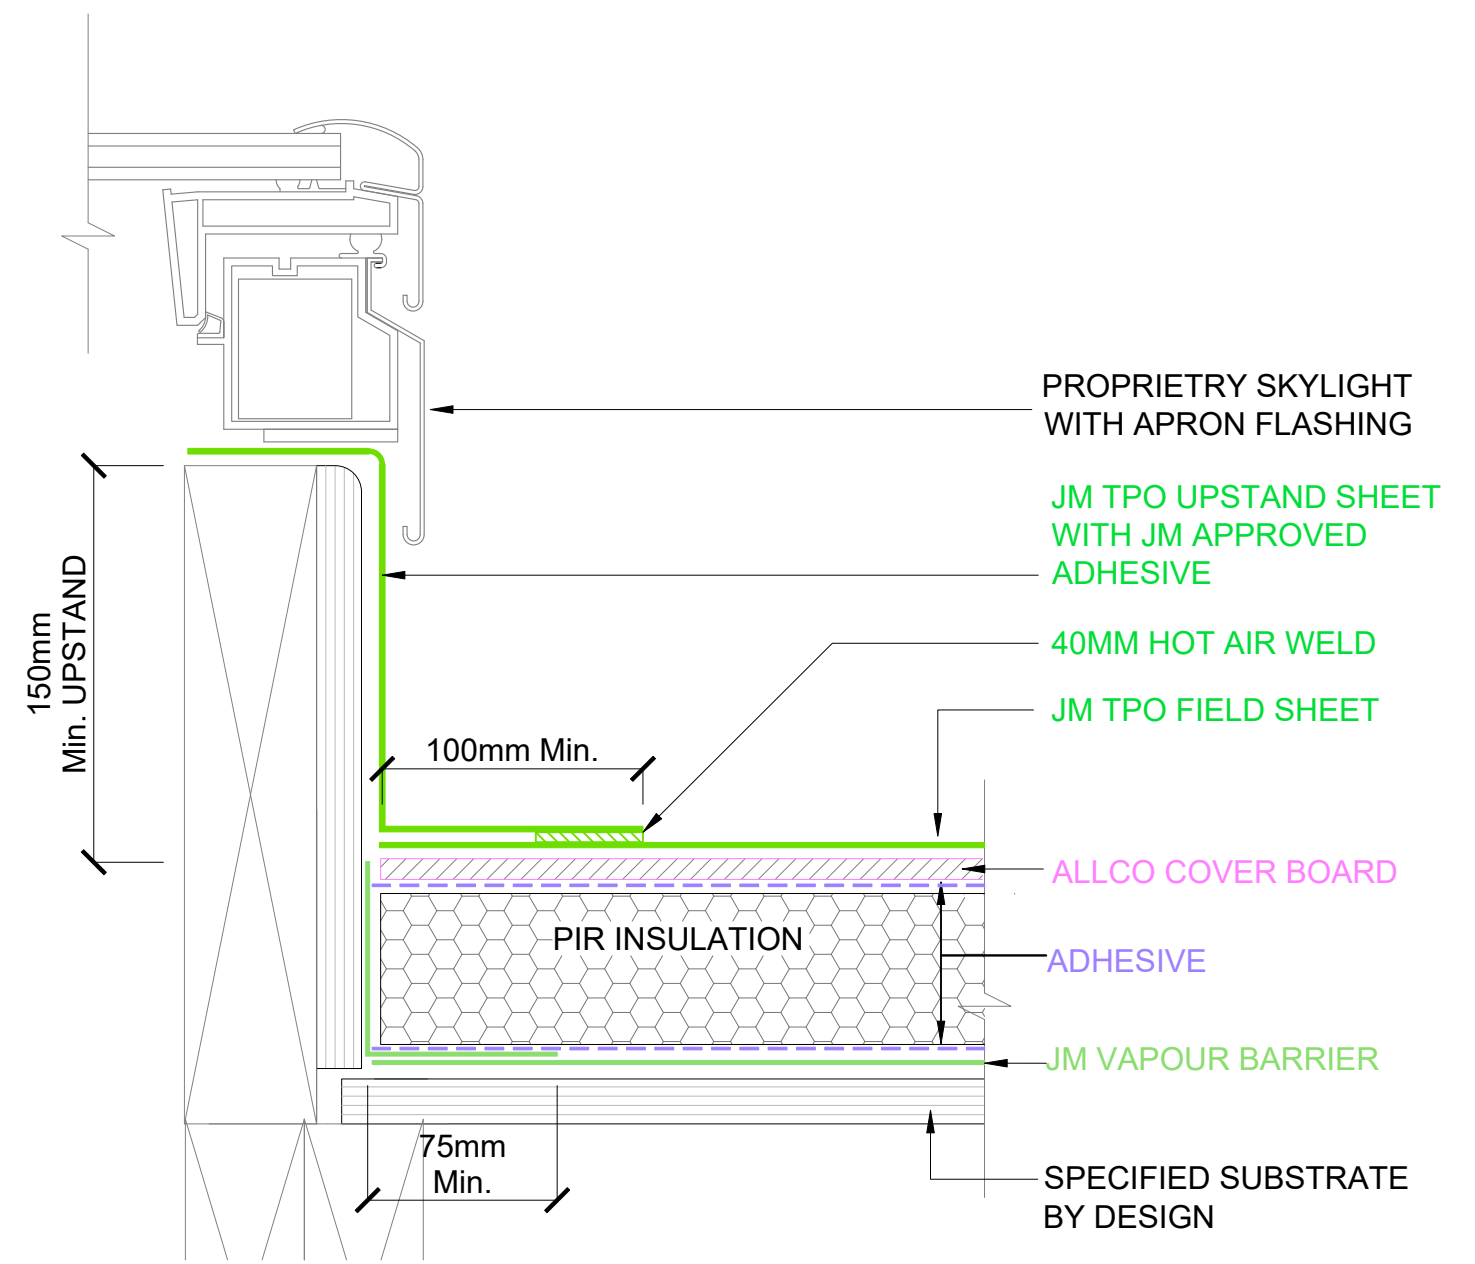 PROPRIETRY SKYLIGHT
WITH APRON FLASHING
JM TPO UPSTAND SHEET
WITH JM APPROVED
ADHESIVE
40MM HOT AIR WELD
JM TPO FIELD SHEET
150mm
Min. UPSTAND
100mm Min.
ALLCO COVER BOARD
PIR INSULATION
ADHESIVE
JM VAPOUR BARRIER
75mm
Min.
SPECIFIED SUBSTRATE
BY DESIGN